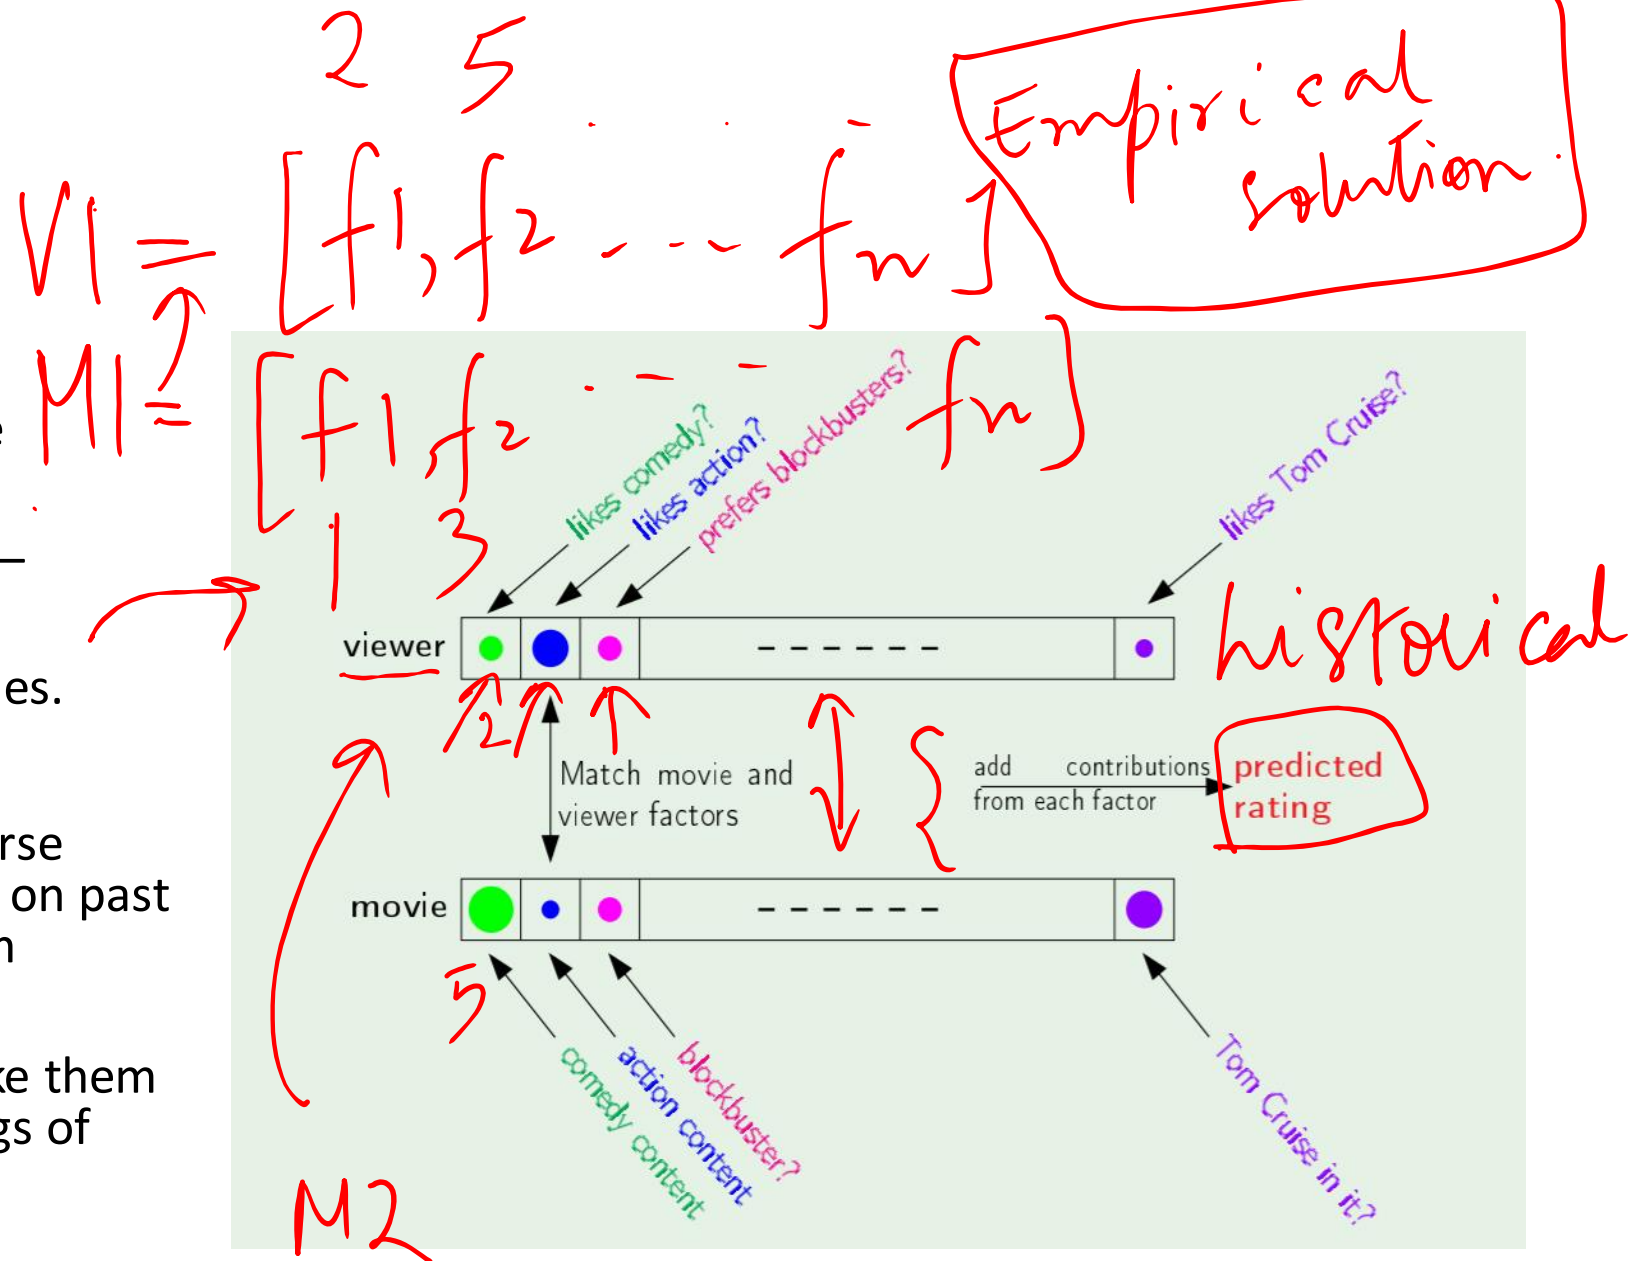 2 5
Empirical
solution.
V1 = [f1, f2 ... --- fn]
M1 = [f1, f2 . - - fn]
1 3
likes comedy?
likes action?
prefers blockbusters?
likes Tom Cruise?
viewer
historical
es.
2
Match movie and
viewer factors
add contributions
from each factor
predicted
rating
rse
on past
movie
5
ke them
gs of
comedy content
action content
blockbuster?
Tom Cruise in it?
M2